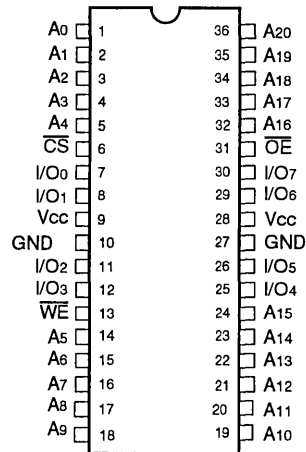 A0 1 36 A20
A1 2 35 A19
A2 3 34 A18
A3 4 33 A17
A4 5 32 A16
C̅S̅ 6 31 O̅E̅
I/O0 7 30 I/O7
I/O1 8 29 I/O6
Vcc 9 28 Vcc
GND 10 27 GND
I/O2 11 26 I/O5
I/O3 12 25 I/O4
W̅E̅ 13 24 A15
A5 14 23 A14
A6 15 22 A13
A7 16 21 A12
A8 17 20 A11
A9 18 19 A10